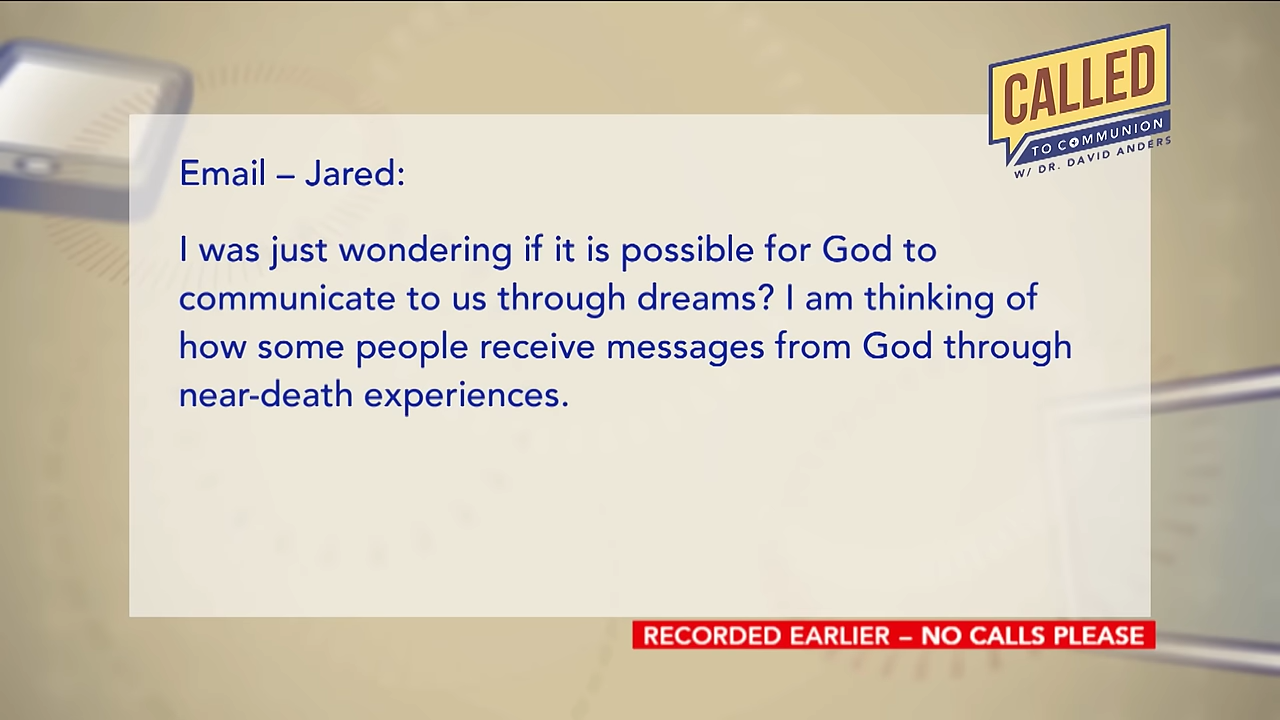 CALLED
TO COMMUNION
W/ DR. DAVID ANDERS
Email – Jared:
I was just wondering if it is possible for God to
communicate to us through dreams? I am thinking of
how some people receive messages from God through
near-death experiences.
RECORDED EARLIER – NO CALLS PLEASE